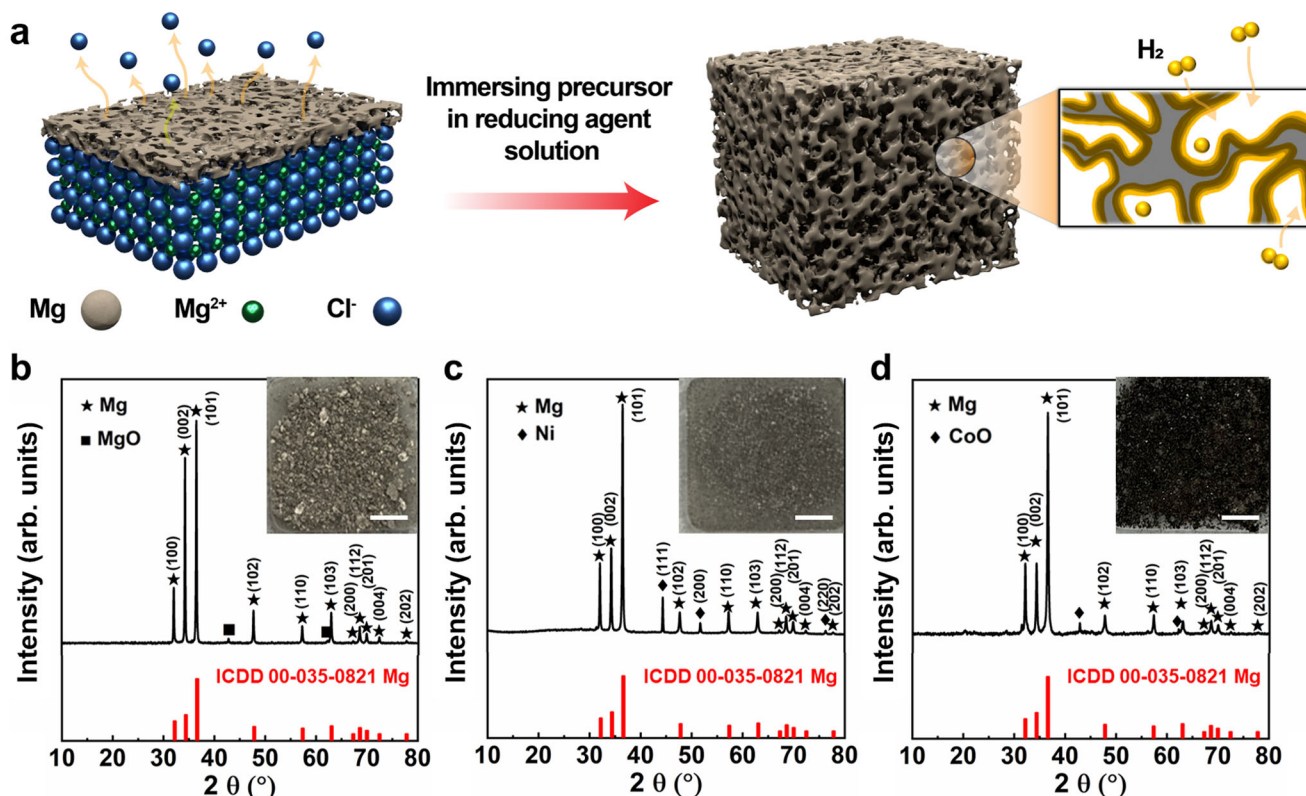 a
Immersing precursor
in reducing agent
solution
H₂
Mg
Mg²⁺
Cl⁻
b
Intensity (arb. units)
★ Mg
■ MgO
(100)
(002)
(101)
(102)
(110)
(103)
(200)
(112)
(201)
(004)
(202)
ICDD 00-035-0821 Mg
10 20 30 40 50 60 70 80
2 θ (°)
c
Intensity (arb. units)
★ Mg
♦ Ni
(100)
(002)
(101)
(111)
(102)
(200)
(110)
(103)
(200)
(112)
(201)
(004)
(220)
(202)
ICDD 00-035-0821 Mg
10 20 30 40 50 60 70 80
2 θ (°)
d
Intensity (arb. units)
★ Mg
♦ CoO
(100)
(002)
(101)
(102)
(110)
(103)
(200)
(112)
(201)
(004)
(202)
ICDD 00-035-0821 Mg
10 20 30 40 50 60 70 80
2 θ (°)